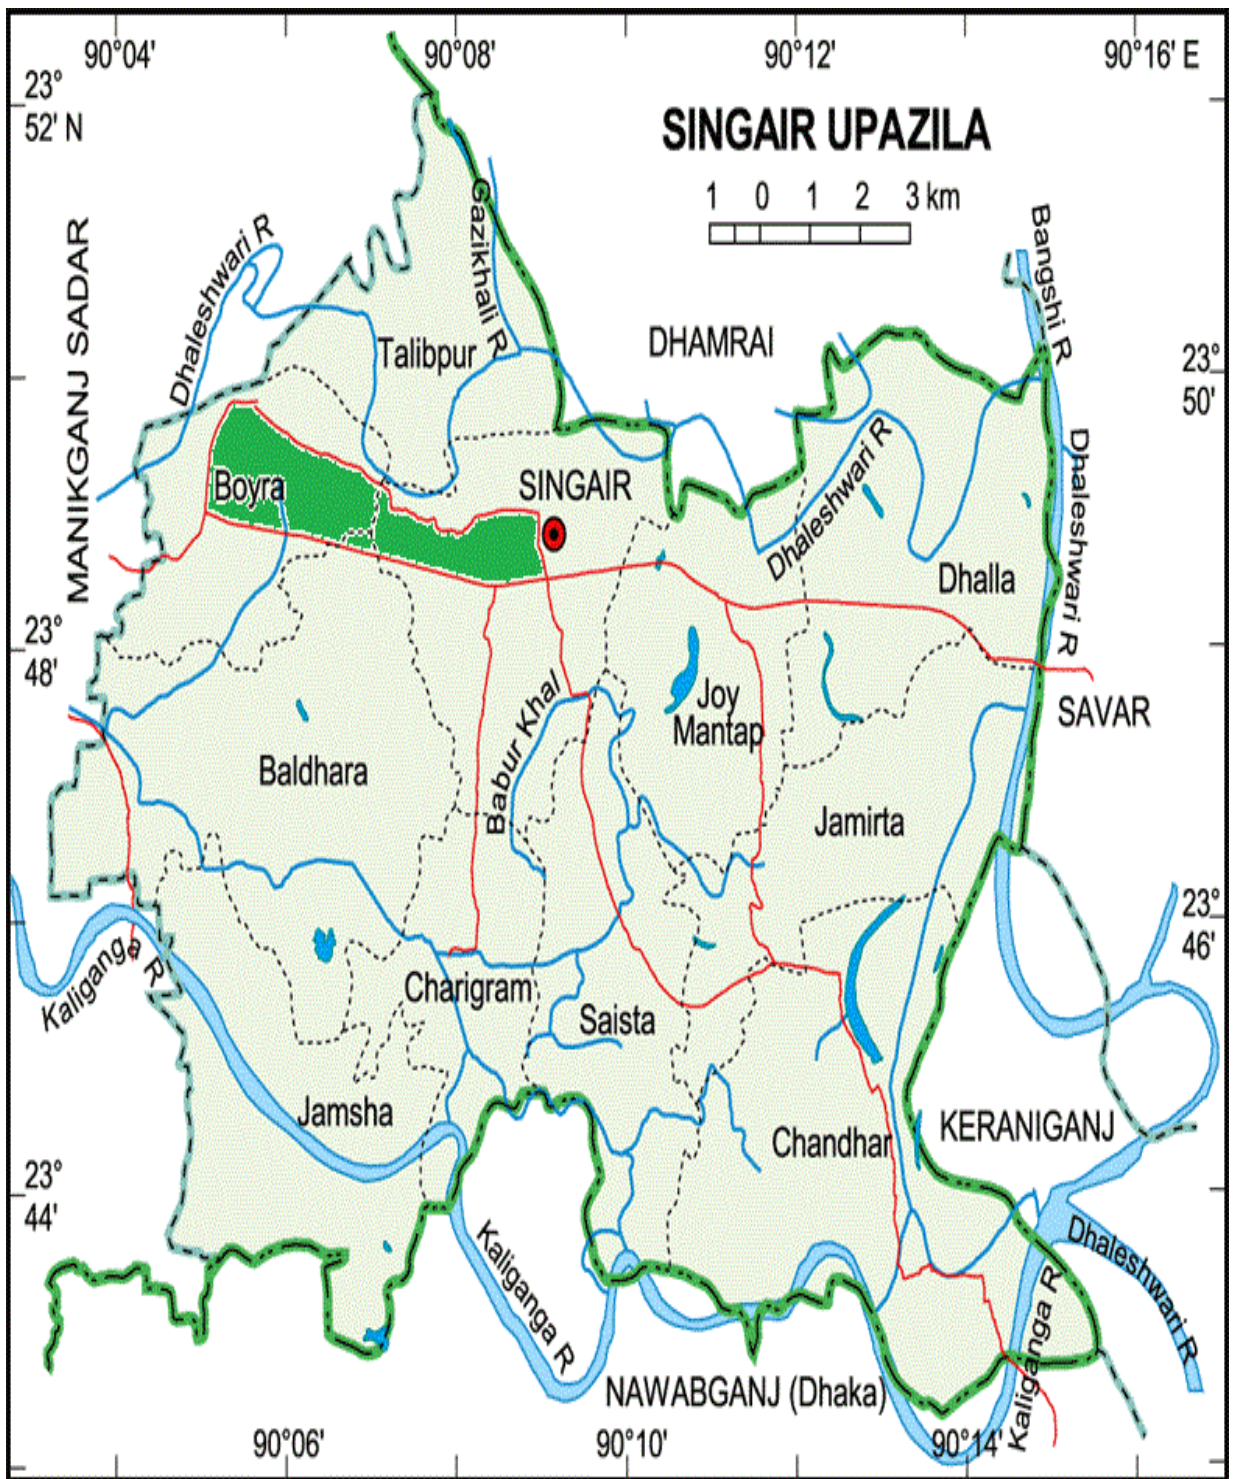 90°04'
90°08'
90°12'
90°16' E
23°
52' N
SINGAIR UPAZILA
1 0 1 2 3 km
MANIKGANJ SADAR
Dhaleshwari R
Gazikhali R
Bangshi R
Talibpur
DHAMRAI
23°
50'
Boyra
SINGAIR
Dhaleshwari R
Dhalla
Dhaleshwari R
23°
48'
Joy
Mantap
SAVAR
Babur Khal
Baldhara
Jamirta
23°
46'
Kaliganga R
Charigram
Saista
Jamsha
Chandhar
KERANIGANJ
23°
44'
Kaliganga R
Dhaleshwari R
Kaliganga R
NAWABGANJ (Dhaka)
90°06'
90°10'
90°14'